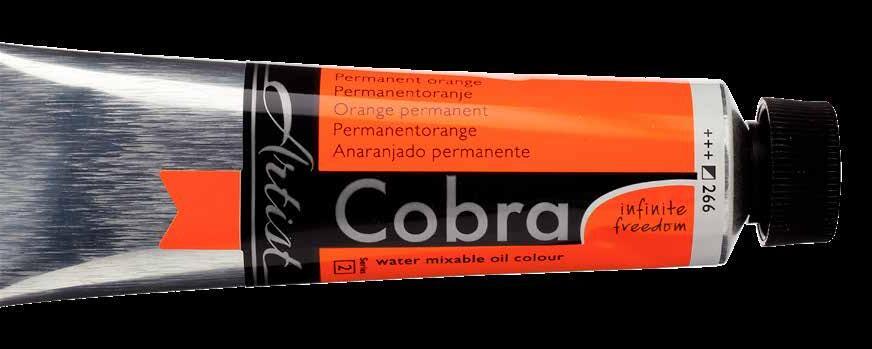 Permanent orange
Permanentoranje
Orange permanent
Permanentorange
Anaranjado permanente
Artist
Cobra
infinite
freedom
water mixable oil colour
Series 2
+++ 266